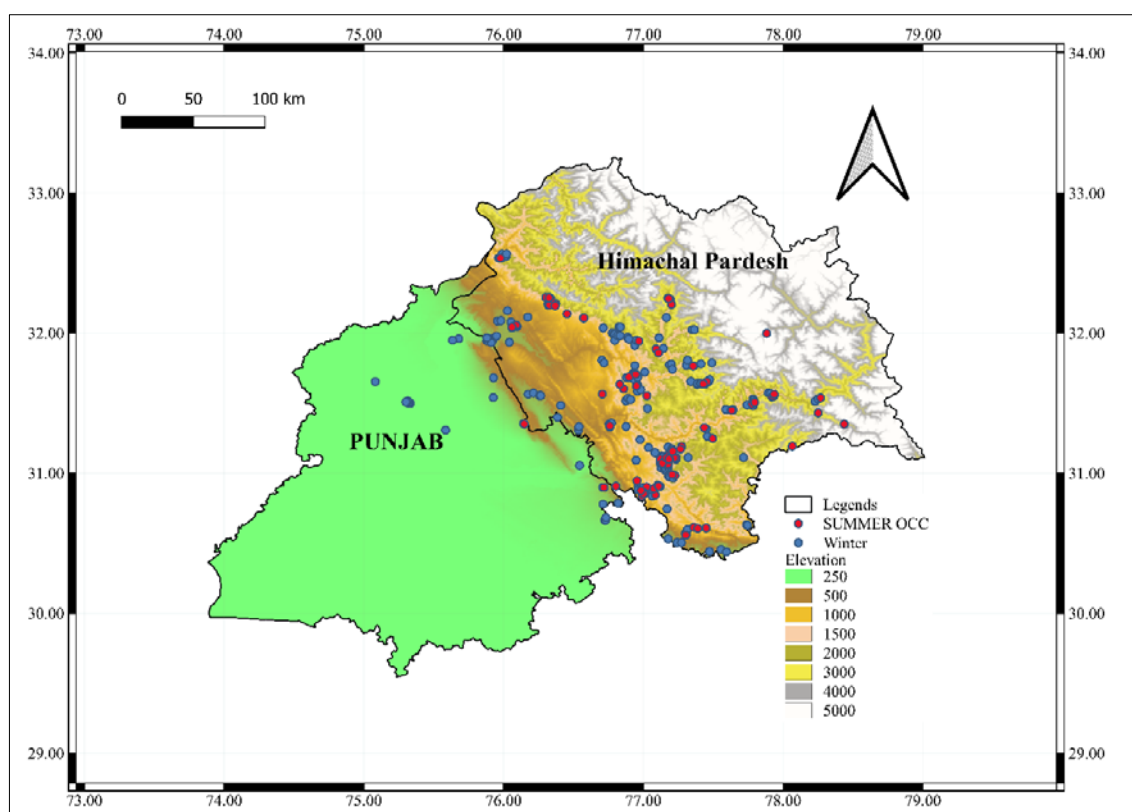 73.00 74.00 75.00 76.00 77.00 78.00 79.00
34.00 34.00
0 50 100 km
33.00 33.00
Himachal Pardesh
32.00 32.00
PUNJAB
31.00 31.00
Legends
SUMMER OCC
Winter
Elevation
250
500
1000
1500
2000
3000
4000
5000
30.00 30.00
29.00 29.00
73.00 74.00 75.00 76.00 77.00 78.00 79.00